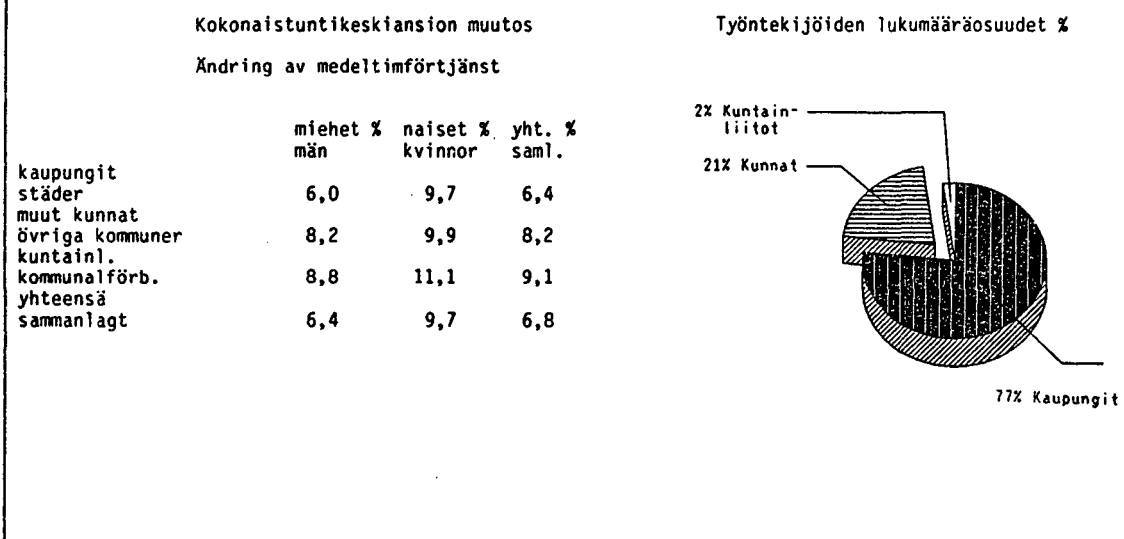 Kokonaistuntikeskiansion muutos
Ändring av medeltimförtjänst
miehet % naiset % yht. %
män kvinnor saml.
kaupungit
städer 6,0 9,7 6,4
muut kunnat
övriga kommuner 8,2 9,9 8,2
kuntainl.
kommunalförb. 8,8 11,1 9,1
yhteensä
sammanlagt 6,4 9,7 6,8
Työntekijöiden lukumääräosuudet %
2% Kuntain-
liitot
21% Kunnat
77% Kaupungit